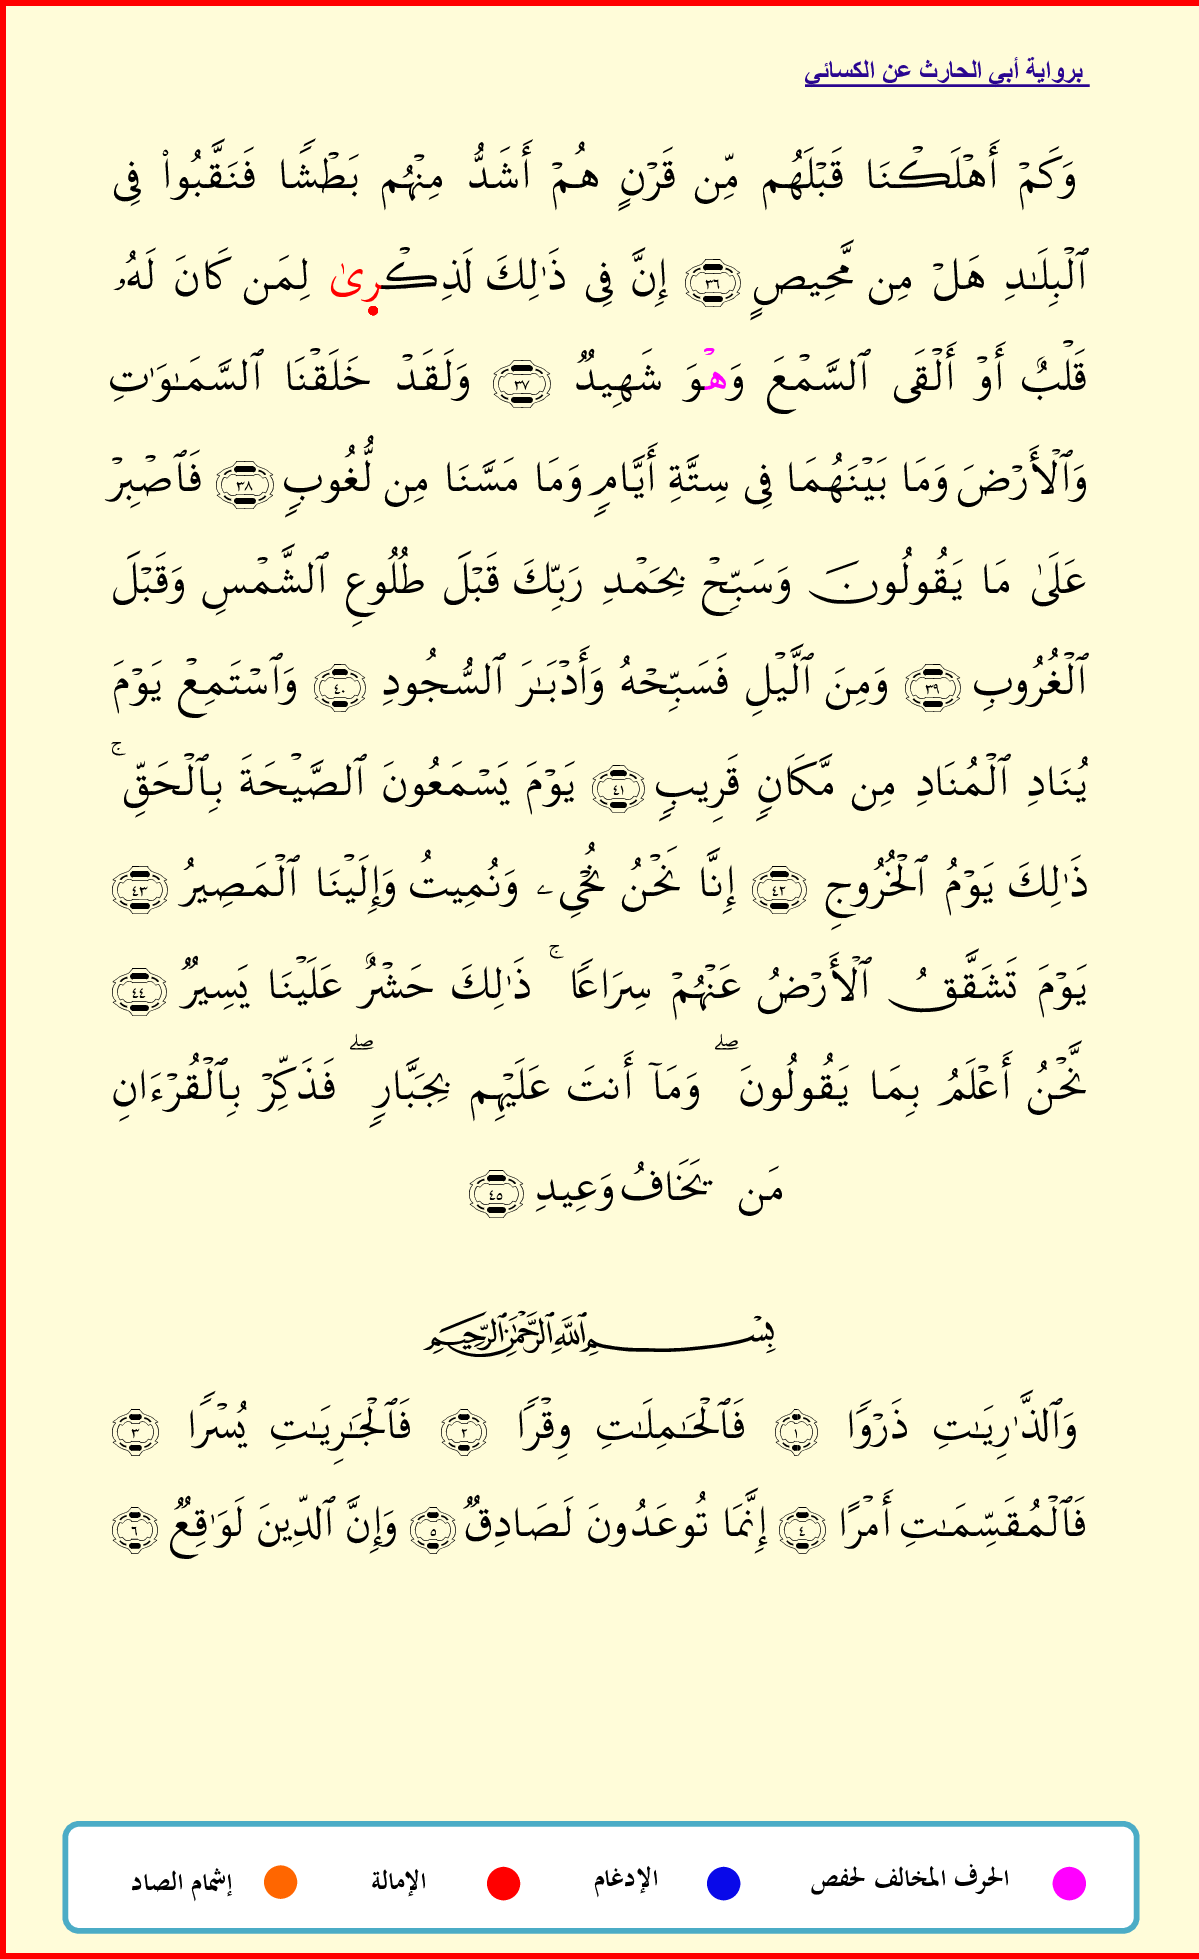 برواية أبي الحارث عن الكسائي
وَكَمۡ أَهۡلَكۡنَا قَبۡلَهُم مِّن قَرۡنٍ هُمۡ أَشَدُّ مِنۡهُم بَطۡشٗا فَنَقَّبُواْ فِي
ٱلۡبِلَٰدِ هَلۡ مِن مَّحِيصٍ ٣٦ إِنَّ فِي ذَٰلِكَ لَذِكۡرِىٰ لِمَن كَانَ لَهُۥ
قَلۡبٌ أَوۡ أَلۡقَى ٱلسَّمۡعَ وَهۡوَ شَهِيدٞ ٣٧ وَلَقَدۡ خَلَقۡنَا ٱلسَّمَٰوَٰتِ
وَٱلۡأَرۡضَ وَمَا بَيۡنَهُمَا فِي سِتَّةِ أَيَّامٖ وَمَا مَسَّنَا مِن لُّغُوبٖ ٣٨ فَٱصۡبِرۡ
عَلَىٰ مَا يَقُولُونَ وَسَبِّحۡ بِحَمۡدِ رَبِّكَ قَبۡلَ طُلُوعِ ٱلشَّمۡسِ وَقَبۡلَ
ٱلۡغُرُوبِ ٣٩ وَمِنَ ٱلَّيۡلِ فَسَبِّحۡهُ وَأَدۡبَٰرَ ٱلسُّجُودِ ٤٠ وَٱسۡتَمِعۡ يَوۡمَ
يُنَادِ ٱلۡمُنَادِ مِن مَّكَانٖ قَرِيبٖ ٤١ يَوۡمَ يَسۡمَعُونَ ٱلصَّيۡحَةَ بِٱلۡحَقِّۚ
ذَٰلِكَ يَوۡمُ ٱلۡخُرُوجِ ٤٢ إِنَّا نَحۡنُ نُحۡيِۦ وَنُمِيتُ وَإِلَيۡنَا ٱلۡمَصِيرُ ٤٣
يَوۡمَ تَشَقَّقُ ٱلۡأَرۡضُ عَنۡهُمۡ سِرَاعٗاۚ ذَٰلِكَ حَشۡرٌ عَلَيۡنَا يَسِيرٞ ٤٤
نَّحۡنُ أَعۡلَمُ بِمَا يَقُولُونَۖ وَمَآ أَنتَ عَلَيۡهِم بِجَبَّارٖۖ فَذَكِّرۡ بِٱلۡقُرۡءَانِ
مَن يَخَافُ وَعِيدِ ٤٥
بِسۡمِ ٱللَّهِ ٱلرَّحۡمَٰنِ ٱلرَّحِيمِ
وَٱلذَّٰرِيَٰتِ ذَرۡوٗا ١ فَٱلۡحَٰمِلَٰتِ وِقۡرٗا ٢ فَٱلۡجَٰرِيَٰتِ يُسۡرٗا ٣
فَٱلۡمُقَسِّمَٰتِ أَمۡرًا ٤ إِنَّمَا تُوعَدُونَ لَصَادِقٞ ٥ وَإِنَّ ٱلدِّينَ لَوَٰقِعٞ ٦
الحرف المخالف لحفص الإدغام الإمالة إشمام الصاد